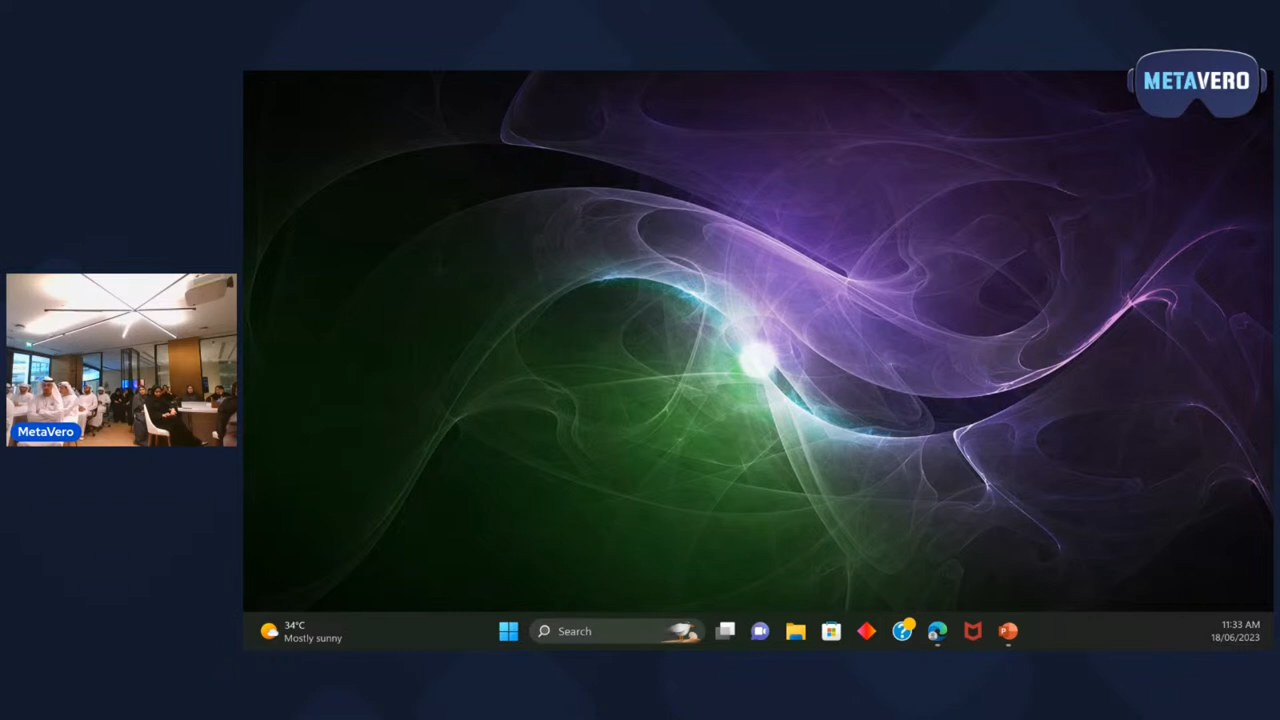 METAVERO
MetaVero
34°C
Mostly sunny
Search
11:33 AM
18/06/2023